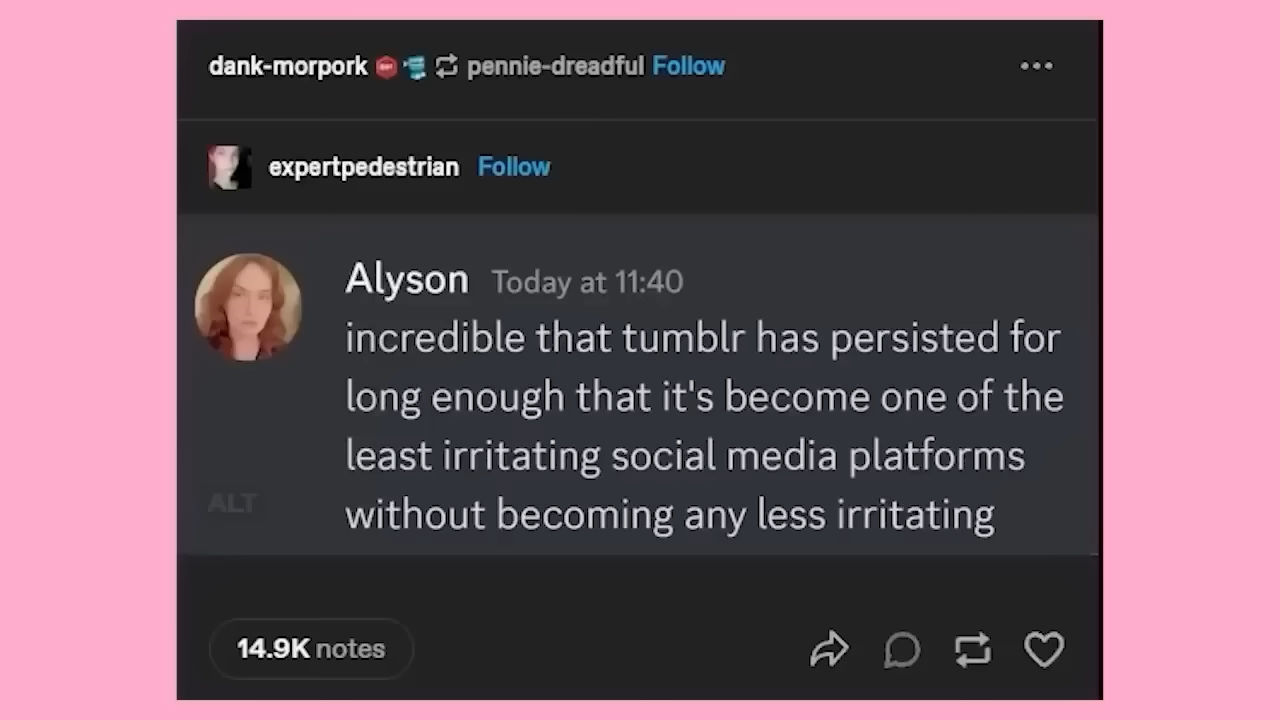 dank-morpork pennie-dreadful Follow
expertpedestrian Follow
Alyson Today at 11:40
incredible that tumblr has persisted for
long enough that it's become one of the
least irritating social media platforms
without becoming any less irritating
ALT
14.9K notes